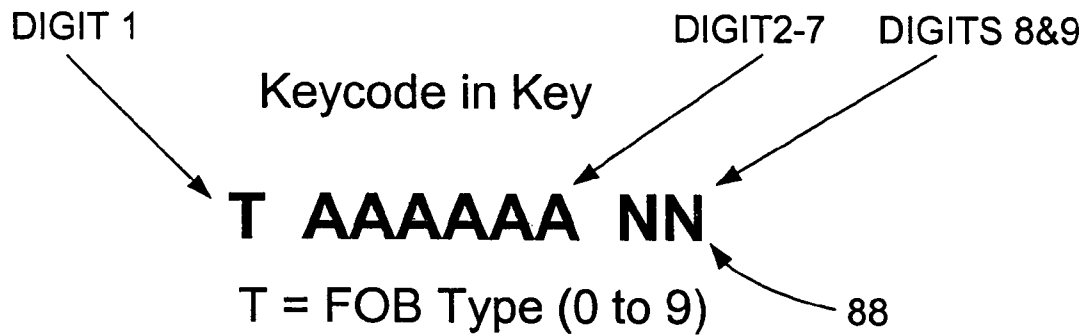 DIGIT 1 DIGIT2-7 DIGITS 8&9
Keycode in Key
T AAAAAA NN
T = FOB Type (0 to 9) 88